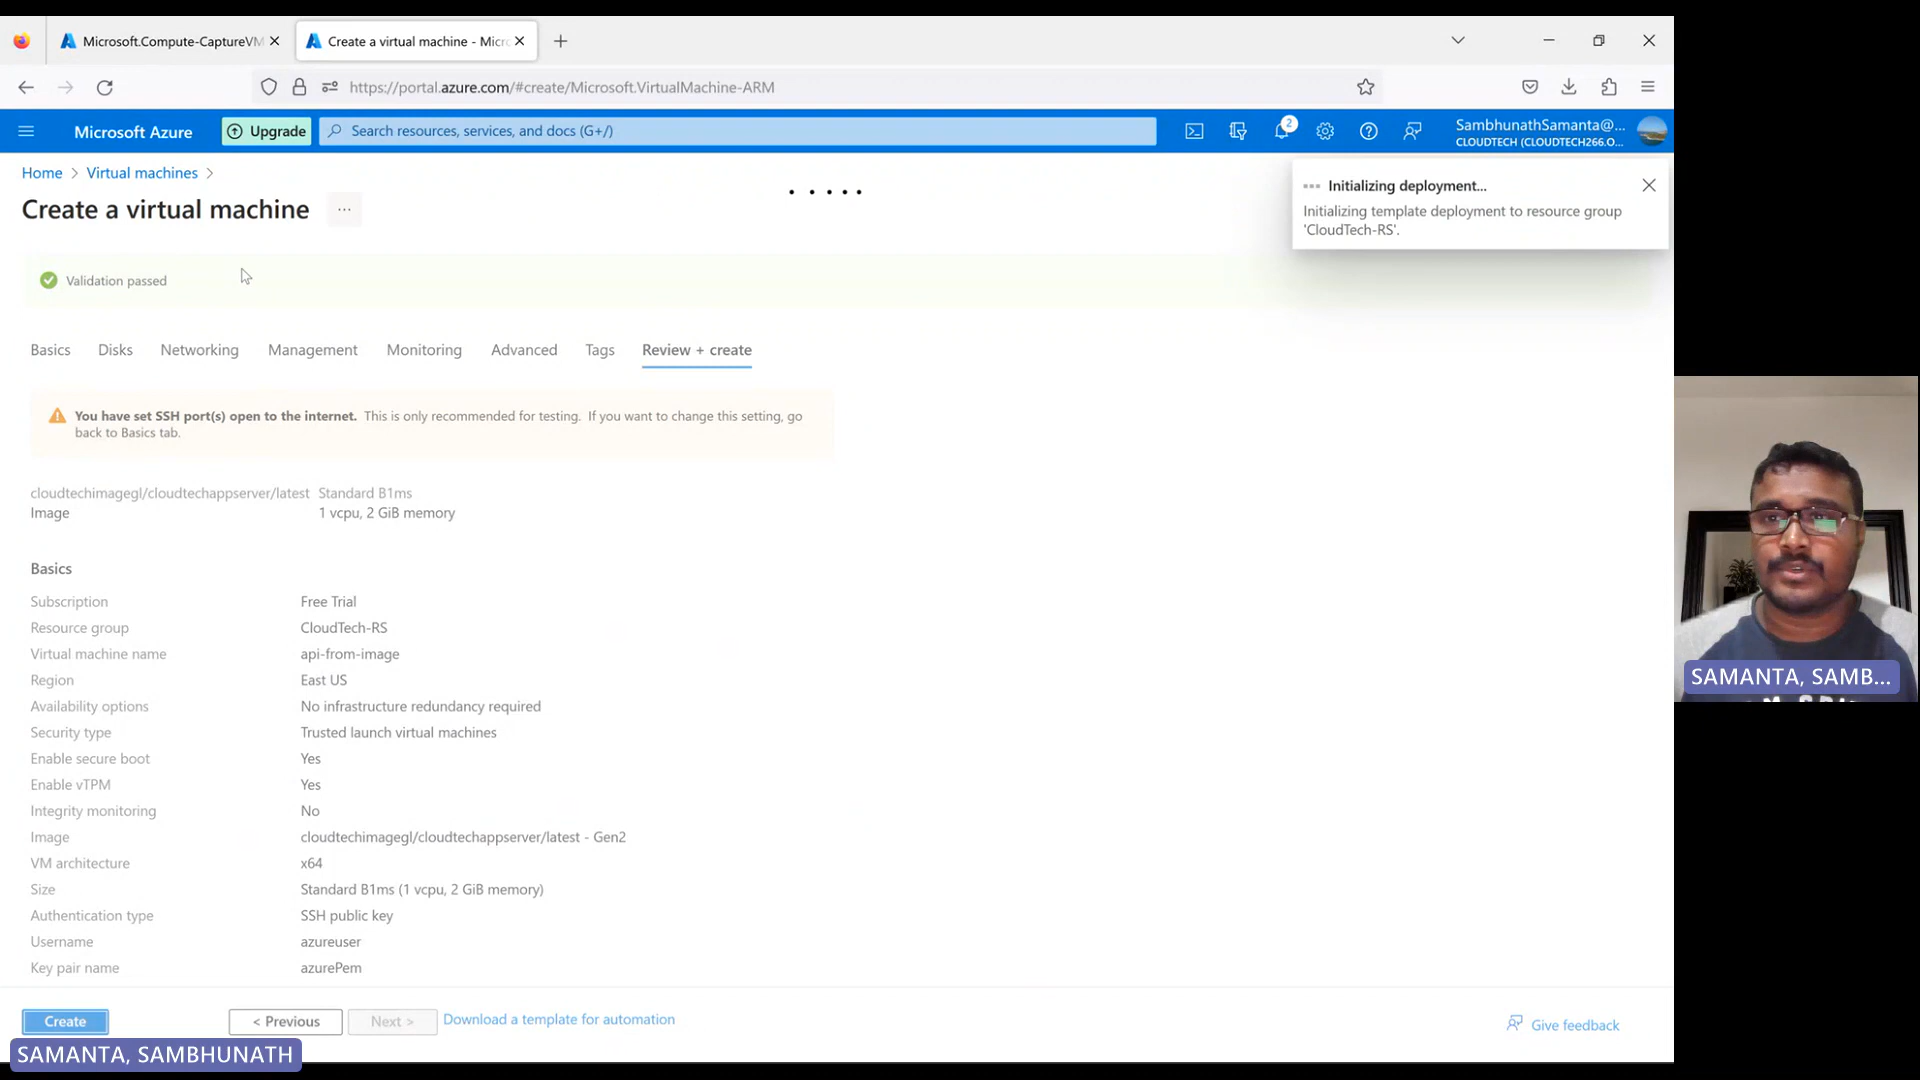 Microsoft.Compute-CaptureVM
Create a virtual machine - Micr
https://portal.azure.com/#create/Microsoft.VirtualMachine-ARM
Microsoft Azure
Upgrade
Search resources, services, and docs (G+/)
2
SambhunathSamanta@...
CLOUDTECH (CLOUDTECH266.O...
Home > Virtual machines >
Create a virtual machine
...
Initializing deployment...
Initializing template deployment to resource group
'CloudTech-RS'.
Validation passed
Basics Disks Networking Management Monitoring Advanced Tags Review + create
You have set SSH port(s) open to the internet. This is only recommended for testing. If you want to change this setting, go
back to Basics tab.
cloudtechimagegl/cloudtechappserver/latest Standard B1ms
Image 1 vcpu, 2 GiB memory
Basics
Subscription Free Trial
Resource group CloudTech-RS
Virtual machine name api-from-image
Region East US
Availability options No infrastructure redundancy required
Security type Trusted launch virtual machines
Enable secure boot Yes
Enable vTPM Yes
Integrity monitoring No
Image cloudtechimagegl/cloudtechappserver/latest - Gen2
VM architecture x64
Size Standard B1ms (1 vcpu, 2 GiB memory)
Authentication type SSH public key
Username azureuser
Key pair name azurePem
Create < Previous Next > Download a template for automation
Give feedback
SAMANTA, SAMBHUNATH
SAMANTA, SAMB...